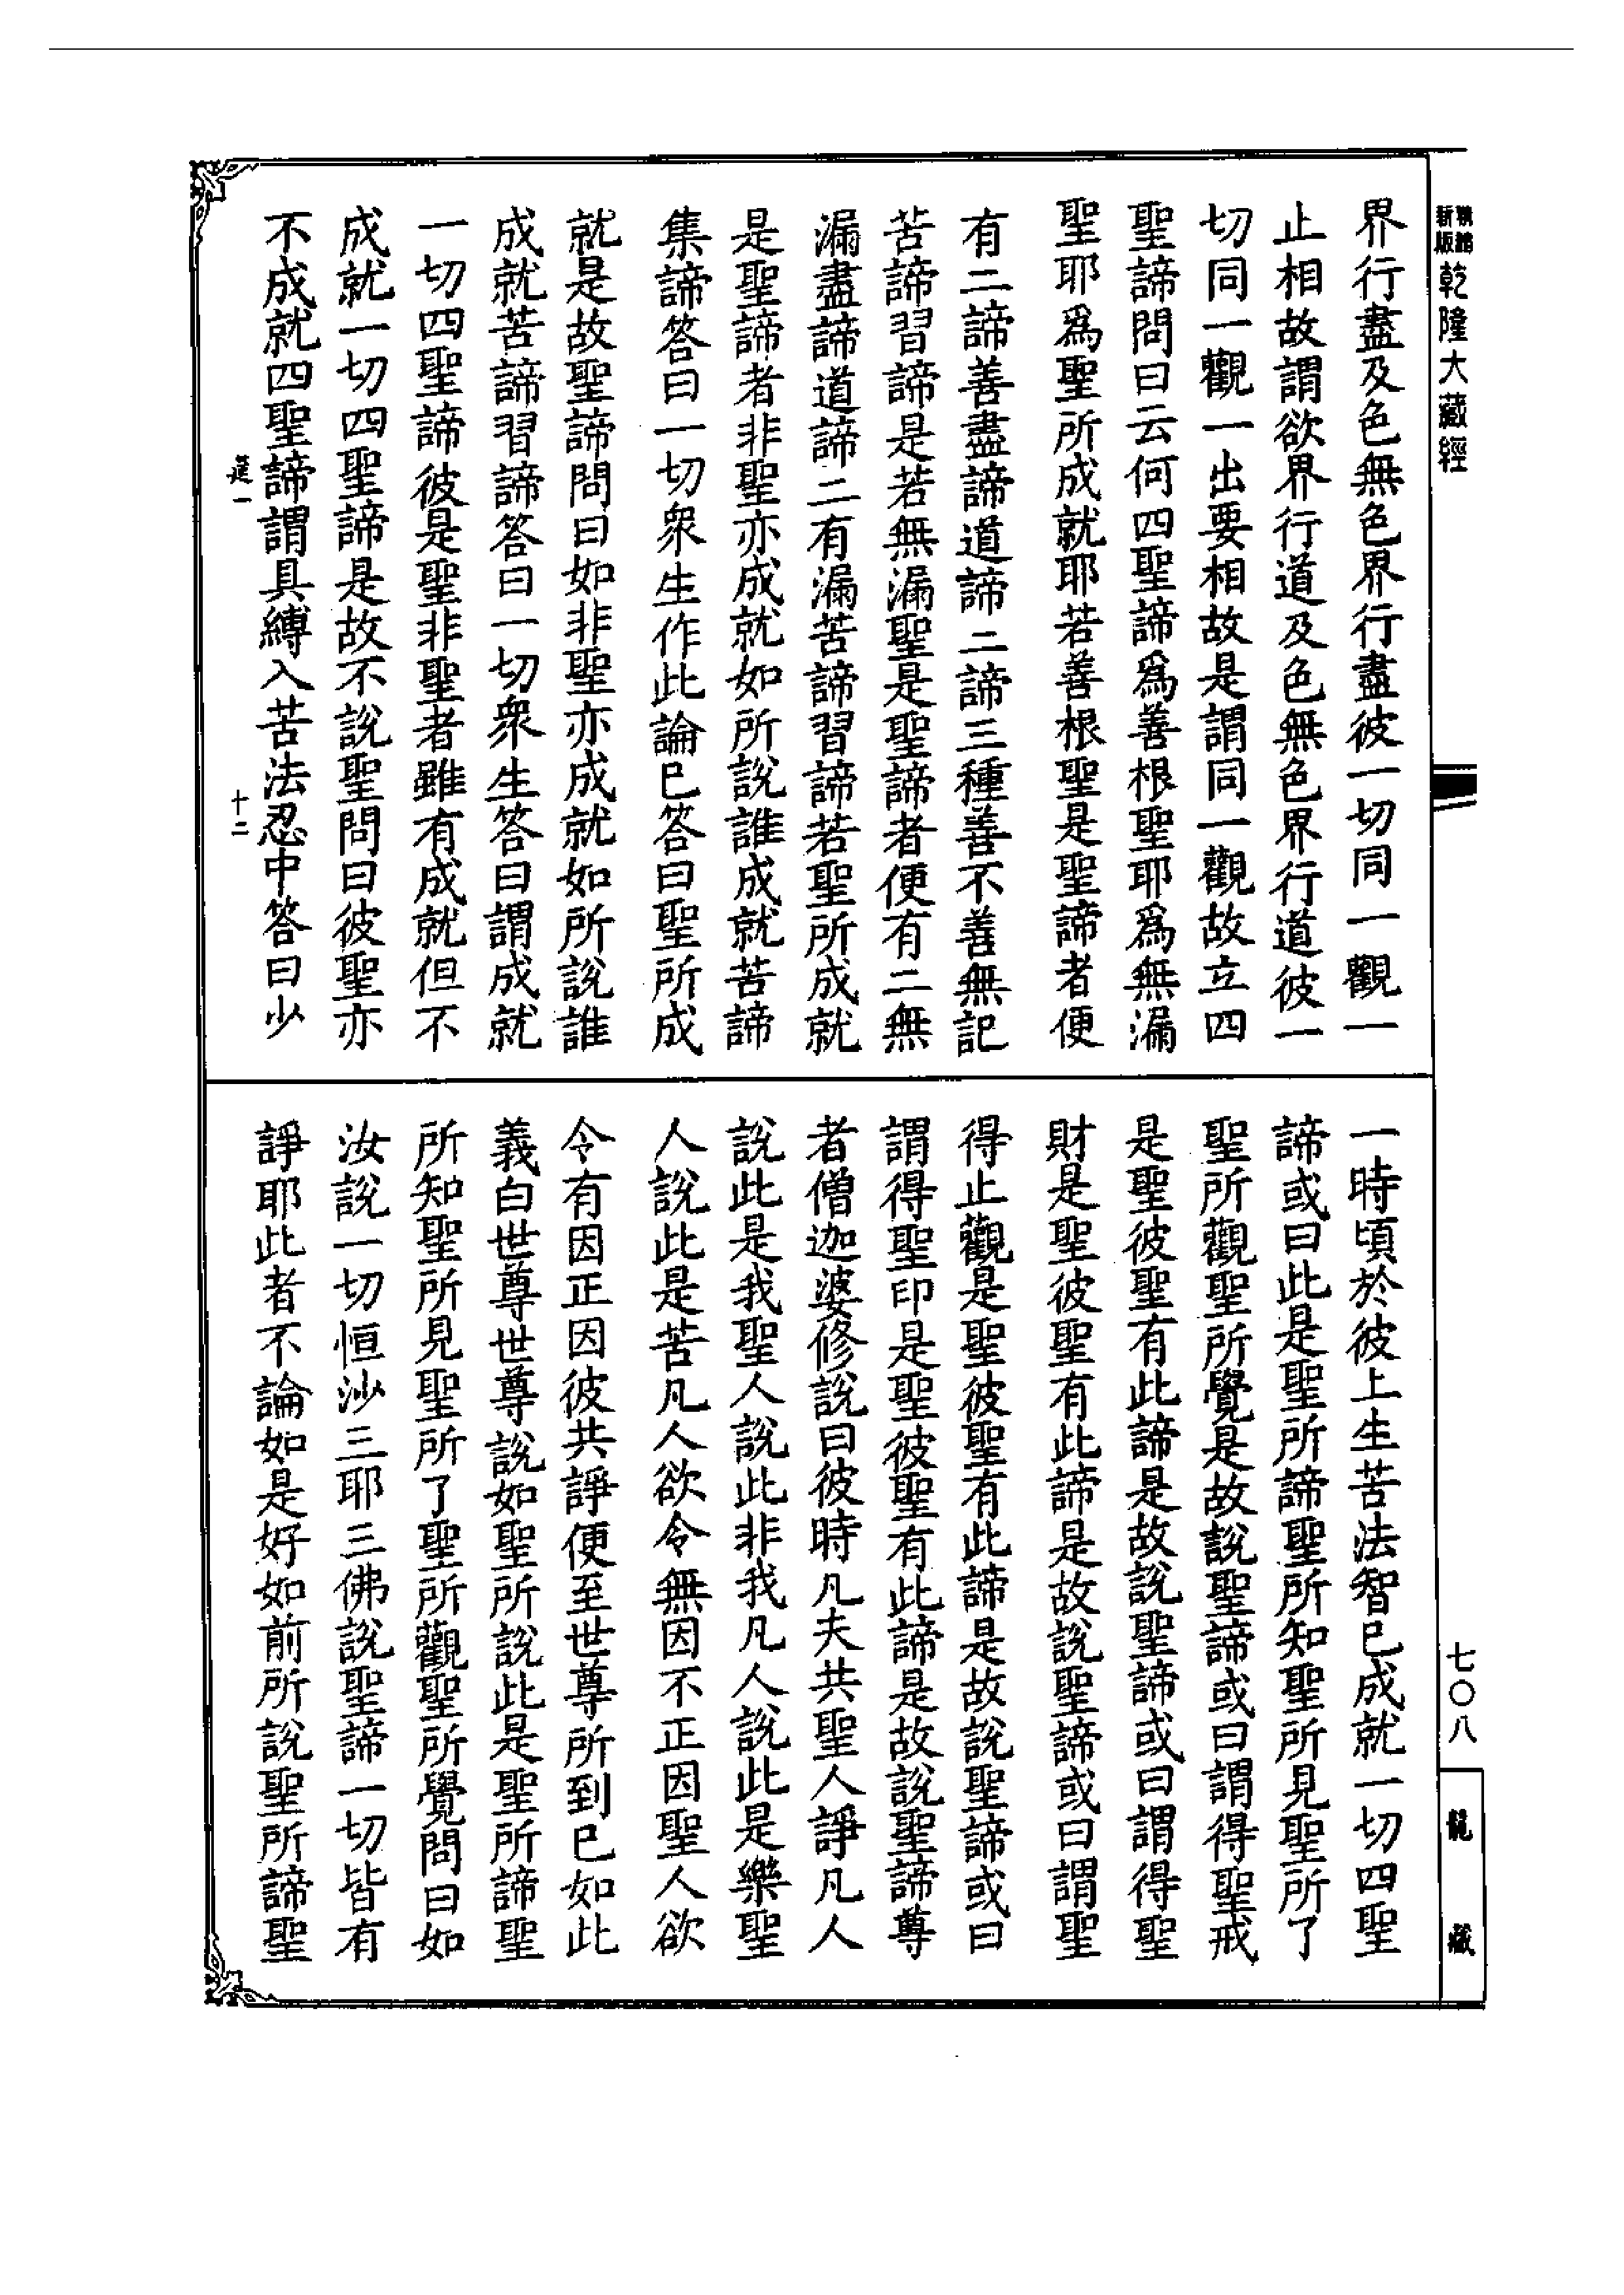 乾隆大藏經
界行盡及色無色界行盡彼一切同一觀一
止相故謂欲界行道及色無色界行道彼一
切同一觀一出要相故是謂同一觀故立四
聖諦問曰云何四聖諦爲善根聖耶爲無漏
聖耶爲聖所成就耶若善根聖是聖諦者便
有二諦善盡諦道諦二諦三種善不善無記
苦諦習諦是若無漏聖是聖諦者便有二無
漏盡諦道諦二有漏苦諦習諦若聖所成就
是聖諦者非聖亦成就如所說誰成就苦諦
集諦答曰一切衆生作此論已答曰聖所成
就是故聖諦問曰如非聖亦成就如所說誰
成就苦諦習諦答曰一切衆生答曰謂成就
一切四聖諦彼是聖非聖者雖有成就但不
成就一切四聖諦是故不說聖問曰彼聖亦
不成就四聖諦謂具縛入苦法忍中答曰少
十二
一時頃於彼上生苦法智已成就一切四聖
諦或曰此是聖所諦聖所知聖所見聖所了
聖所觀聖所覺是故說聖諦或曰謂得聖戒
是聖彼聖有此諦是故說聖諦或曰謂得聖
財是聖彼聖有此諦是故說聖諦或曰謂聖
得止觀是聖彼聖有此諦是故說聖諦或曰
謂得聖印是聖彼聖有此諦是故說聖諦尊
者僧迦婆修說曰彼時凡夫共聖人諍凡人
說此是我聖人說此非我凡人說此是樂聖
人說此是苦凡人欲令無因不正因聖人欲
令有因正因彼共諍便至世尊所到已如此
義白世尊世尊說如聖所說此是聖所諦聖
所知聖所見聖所了聖所觀聖所覺問曰如
汝說一切恒沙三耶三佛說聖諦一切皆有
諍耶此者不論如是好如前所說聖所諦聖
七〇八
龍藏